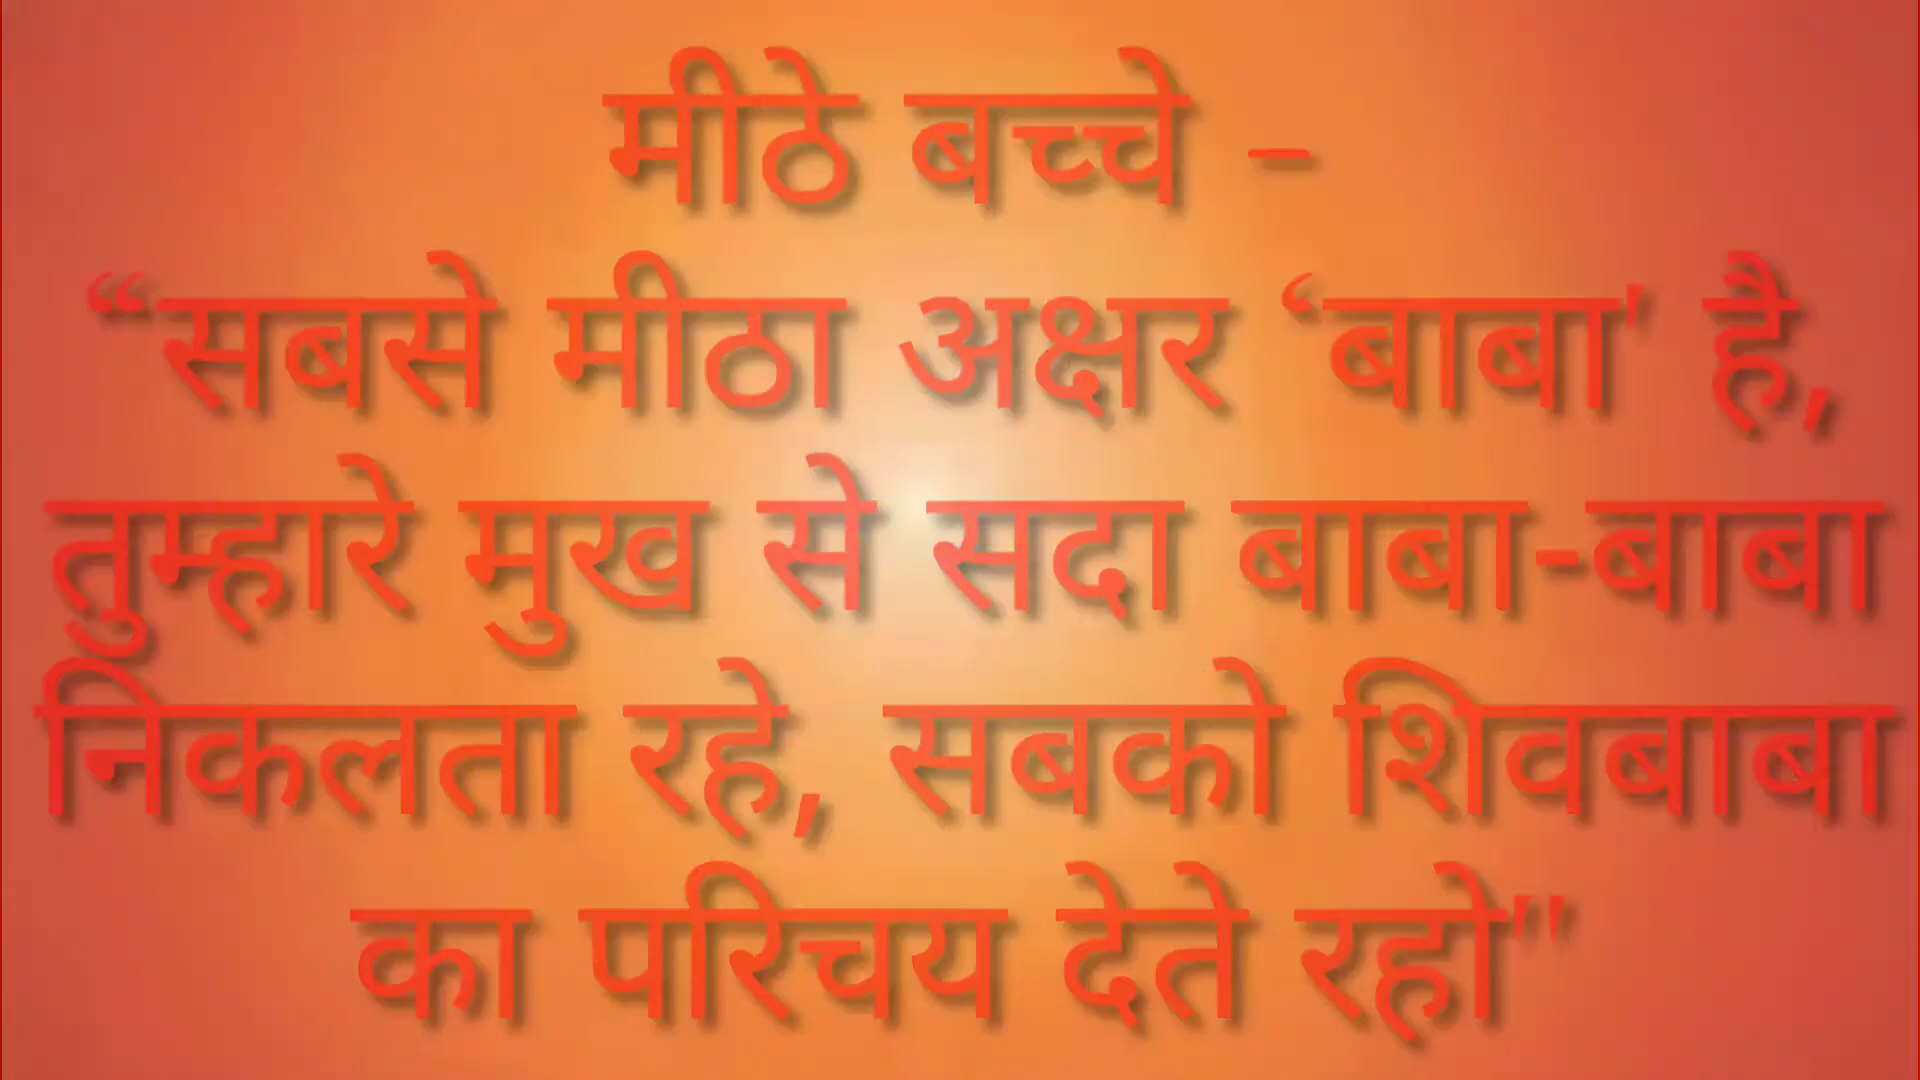 मीठे बच्चे –
“सबसे मीठा अक्षर ‘बाबा' है,
तुम्हारे मुख से सदा बाबा-बाबा
निकलता रहे, सबको शिवबाबा
का परिचय देते रहो"